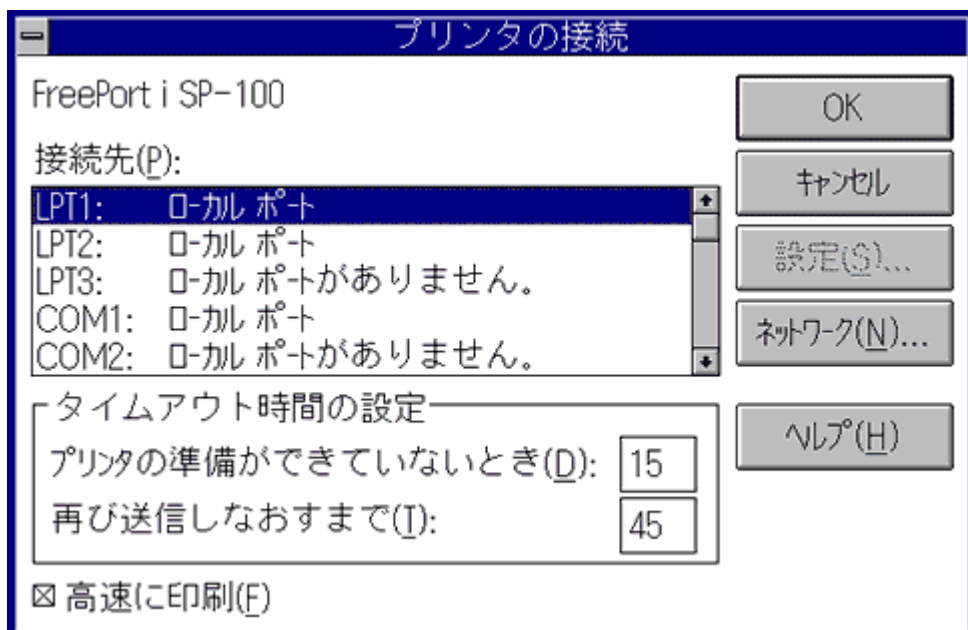 プリンタの接続
FreePort i SP-100
接続先(P):
LPT1: ﾛｰｶﾙ ﾎﾟｰﾄ
LPT2: ﾛｰｶﾙ ﾎﾟｰﾄ
LPT3: ﾛｰｶﾙ ﾎﾟｰﾄがありません。
COM1: ﾛｰｶﾙ ﾎﾟｰﾄ
COM2: ﾛｰｶﾙ ﾎﾟｰﾄがありません。
タイムアウト時間の設定
ﾌﾟﾘﾝﾀの準備ができていないとき(D): 15
再び送信しなおすまで(T): 45
高速に印刷(F)
OK
ｷｬﾝｾﾙ
設定(S)...
ﾈｯﾄﾜｰｸ(N)...
ﾍﾙﾌﾟ(H)